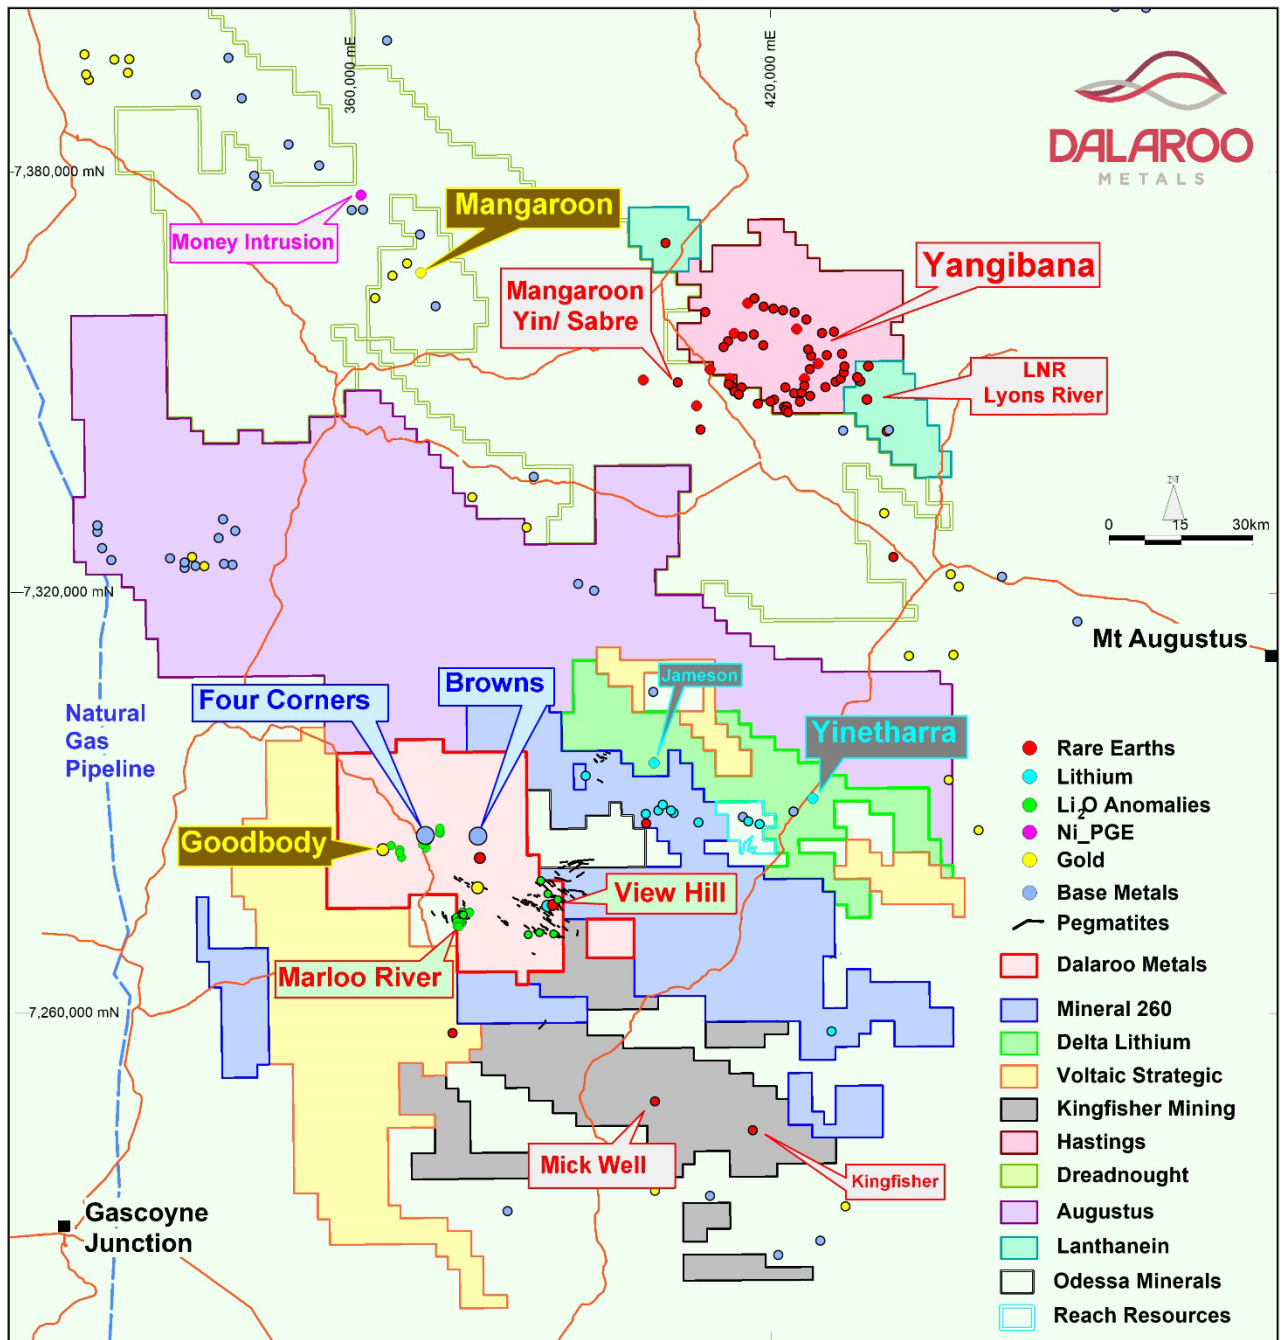 360,000 mE
420,000 mE
DALAROO
METALS
7,380,000 mN
Mangaroon
Money Intrusion
Yangibana
Mangaroon
Yin/ Sabre
LNR
Lyons River
0 15 30km
7,320,000 mN
Mt Augustus
Jameson
Browns
Four Corners
Natural
Gas
Pipeline
Yinetharra
Goodbody
View Hill
Marloo River
7,260,000 mN
Mick Well
Kingfisher
Gascoyne
Junction
Rare Earths
Lithium
Li2O Anomalies
Ni_PGE
Gold
Base Metals
Pegmatites
Dalaroo Metals
Mineral 260
Delta Lithium
Voltaic Strategic
Kingfisher Mining
Hastings
Dreadnought
Augustus
Lanthanein
Odessa Minerals
Reach Resources